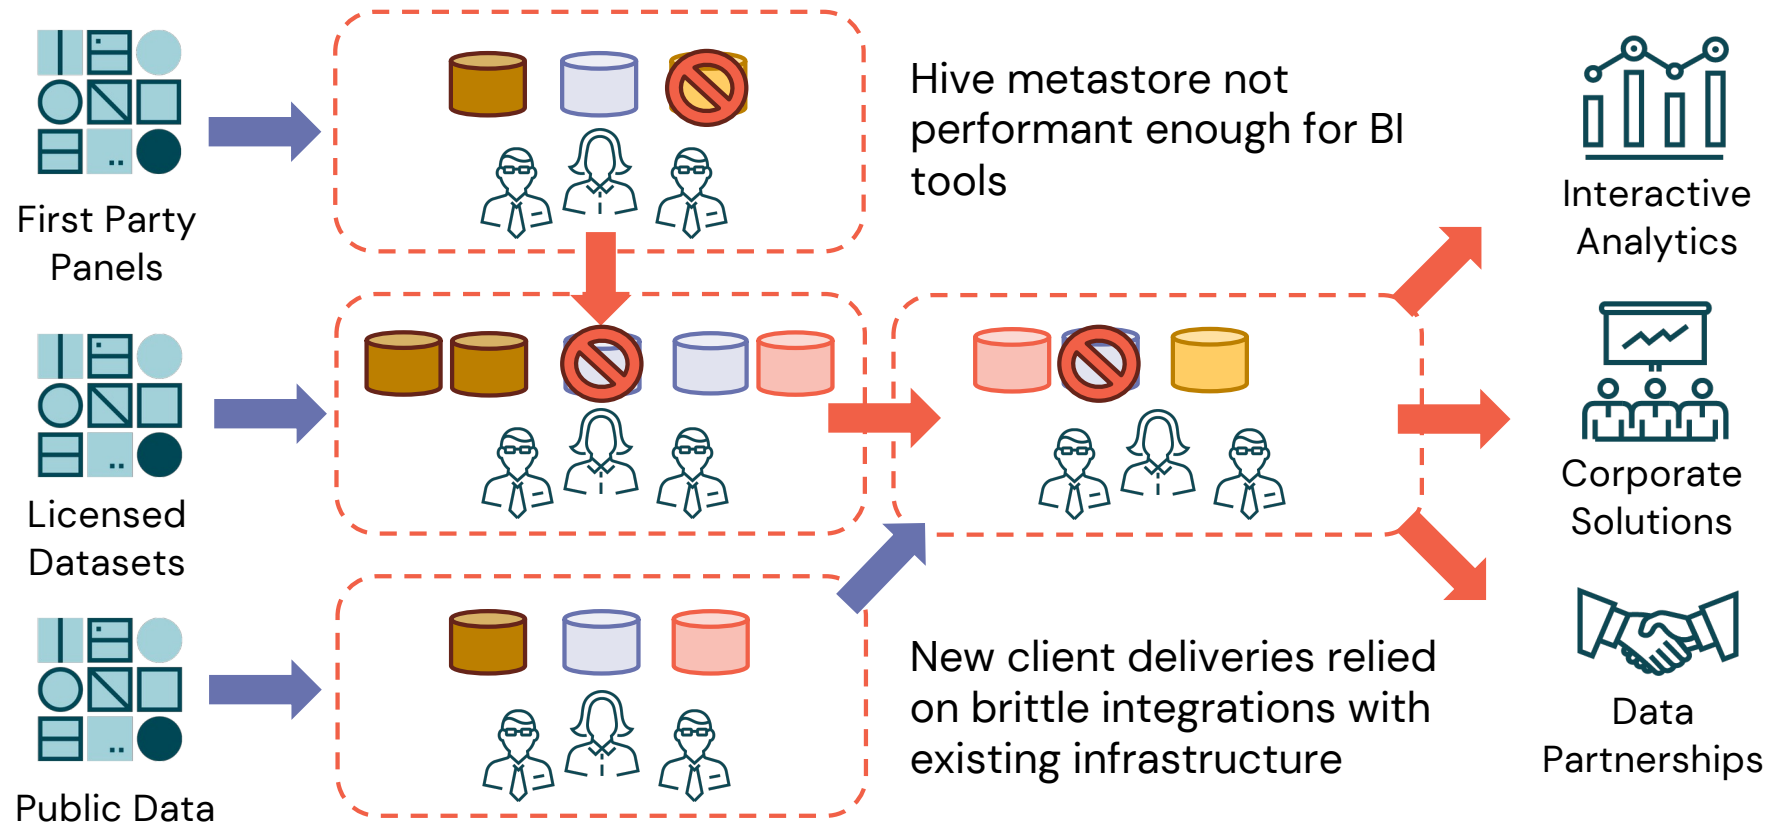 First Party
Panels
Hive metastore not
performant enough for BI
tools
Interactive
Analytics
Licensed
Datasets
Corporate
Solutions
Public Data
New client deliveries relied
on brittle integrations with
existing infrastructure
Data
Partnerships